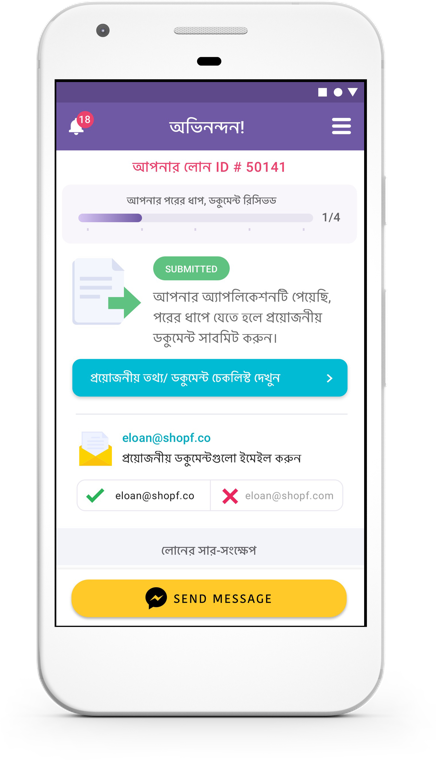 18
অভিনন্দন!
আপনার লোন ID # 50141
আপনার পরের ধাপ, ডকুমেন্ট রিসিভড
1/4
SUBMITTED
আপনার অ্যাপলিকেশনটি পেয়েছি,
পরের ধাপে যেতে হলে প্রয়োজনীয়
ডকুমেন্ট সাবমিট করুন।
প্রয়োজনীয় তথ্য/ ডকুমেন্ট চেকলিস্ট দেখুন
eloan@shopf.co
প্রয়োজনীয় ডকুমেন্টগুলো ইমেইল করুন
eloan@shopf.co
eloan@shopf.com
লোনের সার-সংক্ষেপ
SEND MESSAGE